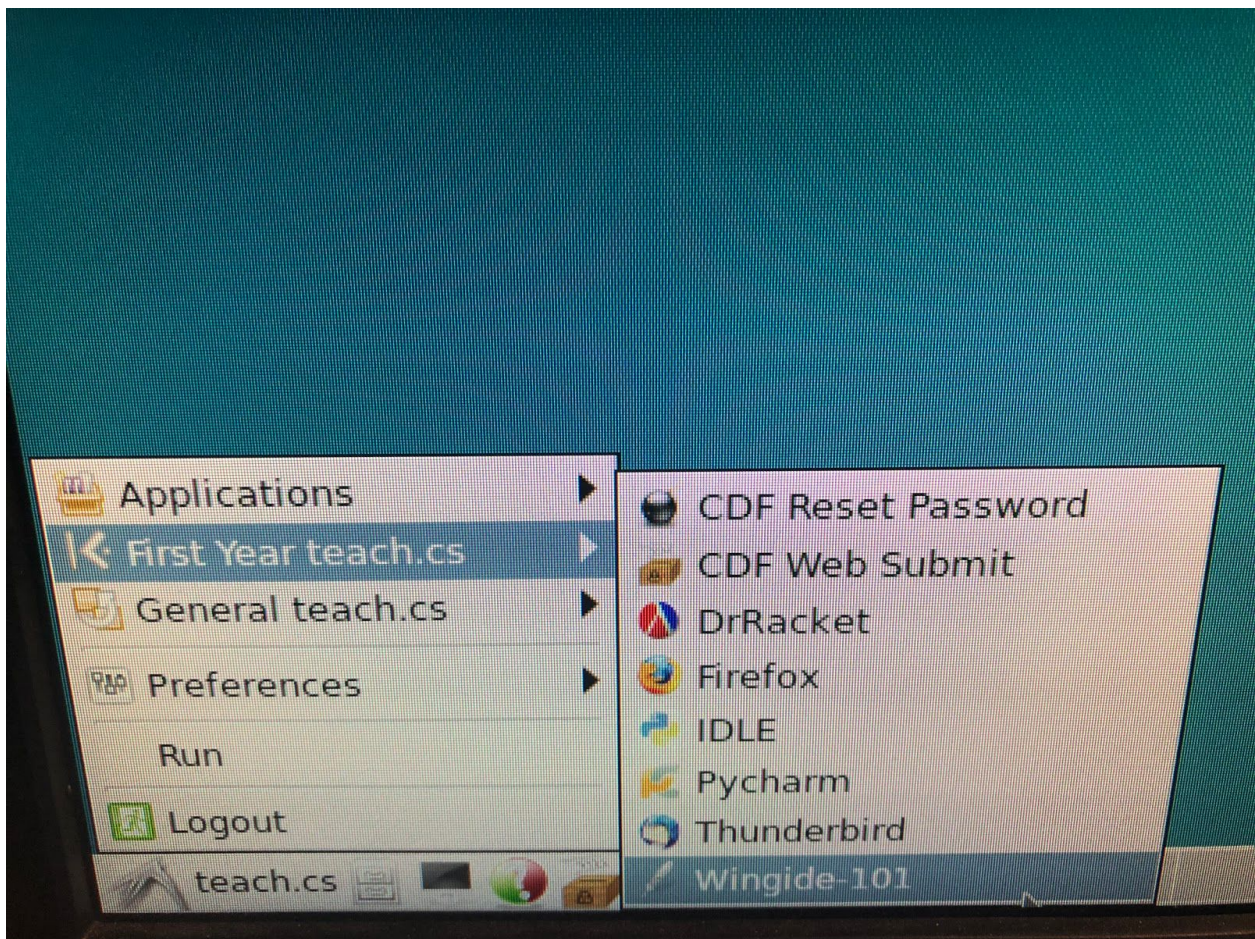 Applications
First Year teach.cs
General teach.cs
Preferences
Run
Logout
teach.cs
CDF Reset Password
CDF Web Submit
DrRacket
Firefox
IDLE
Pycharm
Thunderbird
Wingide-101